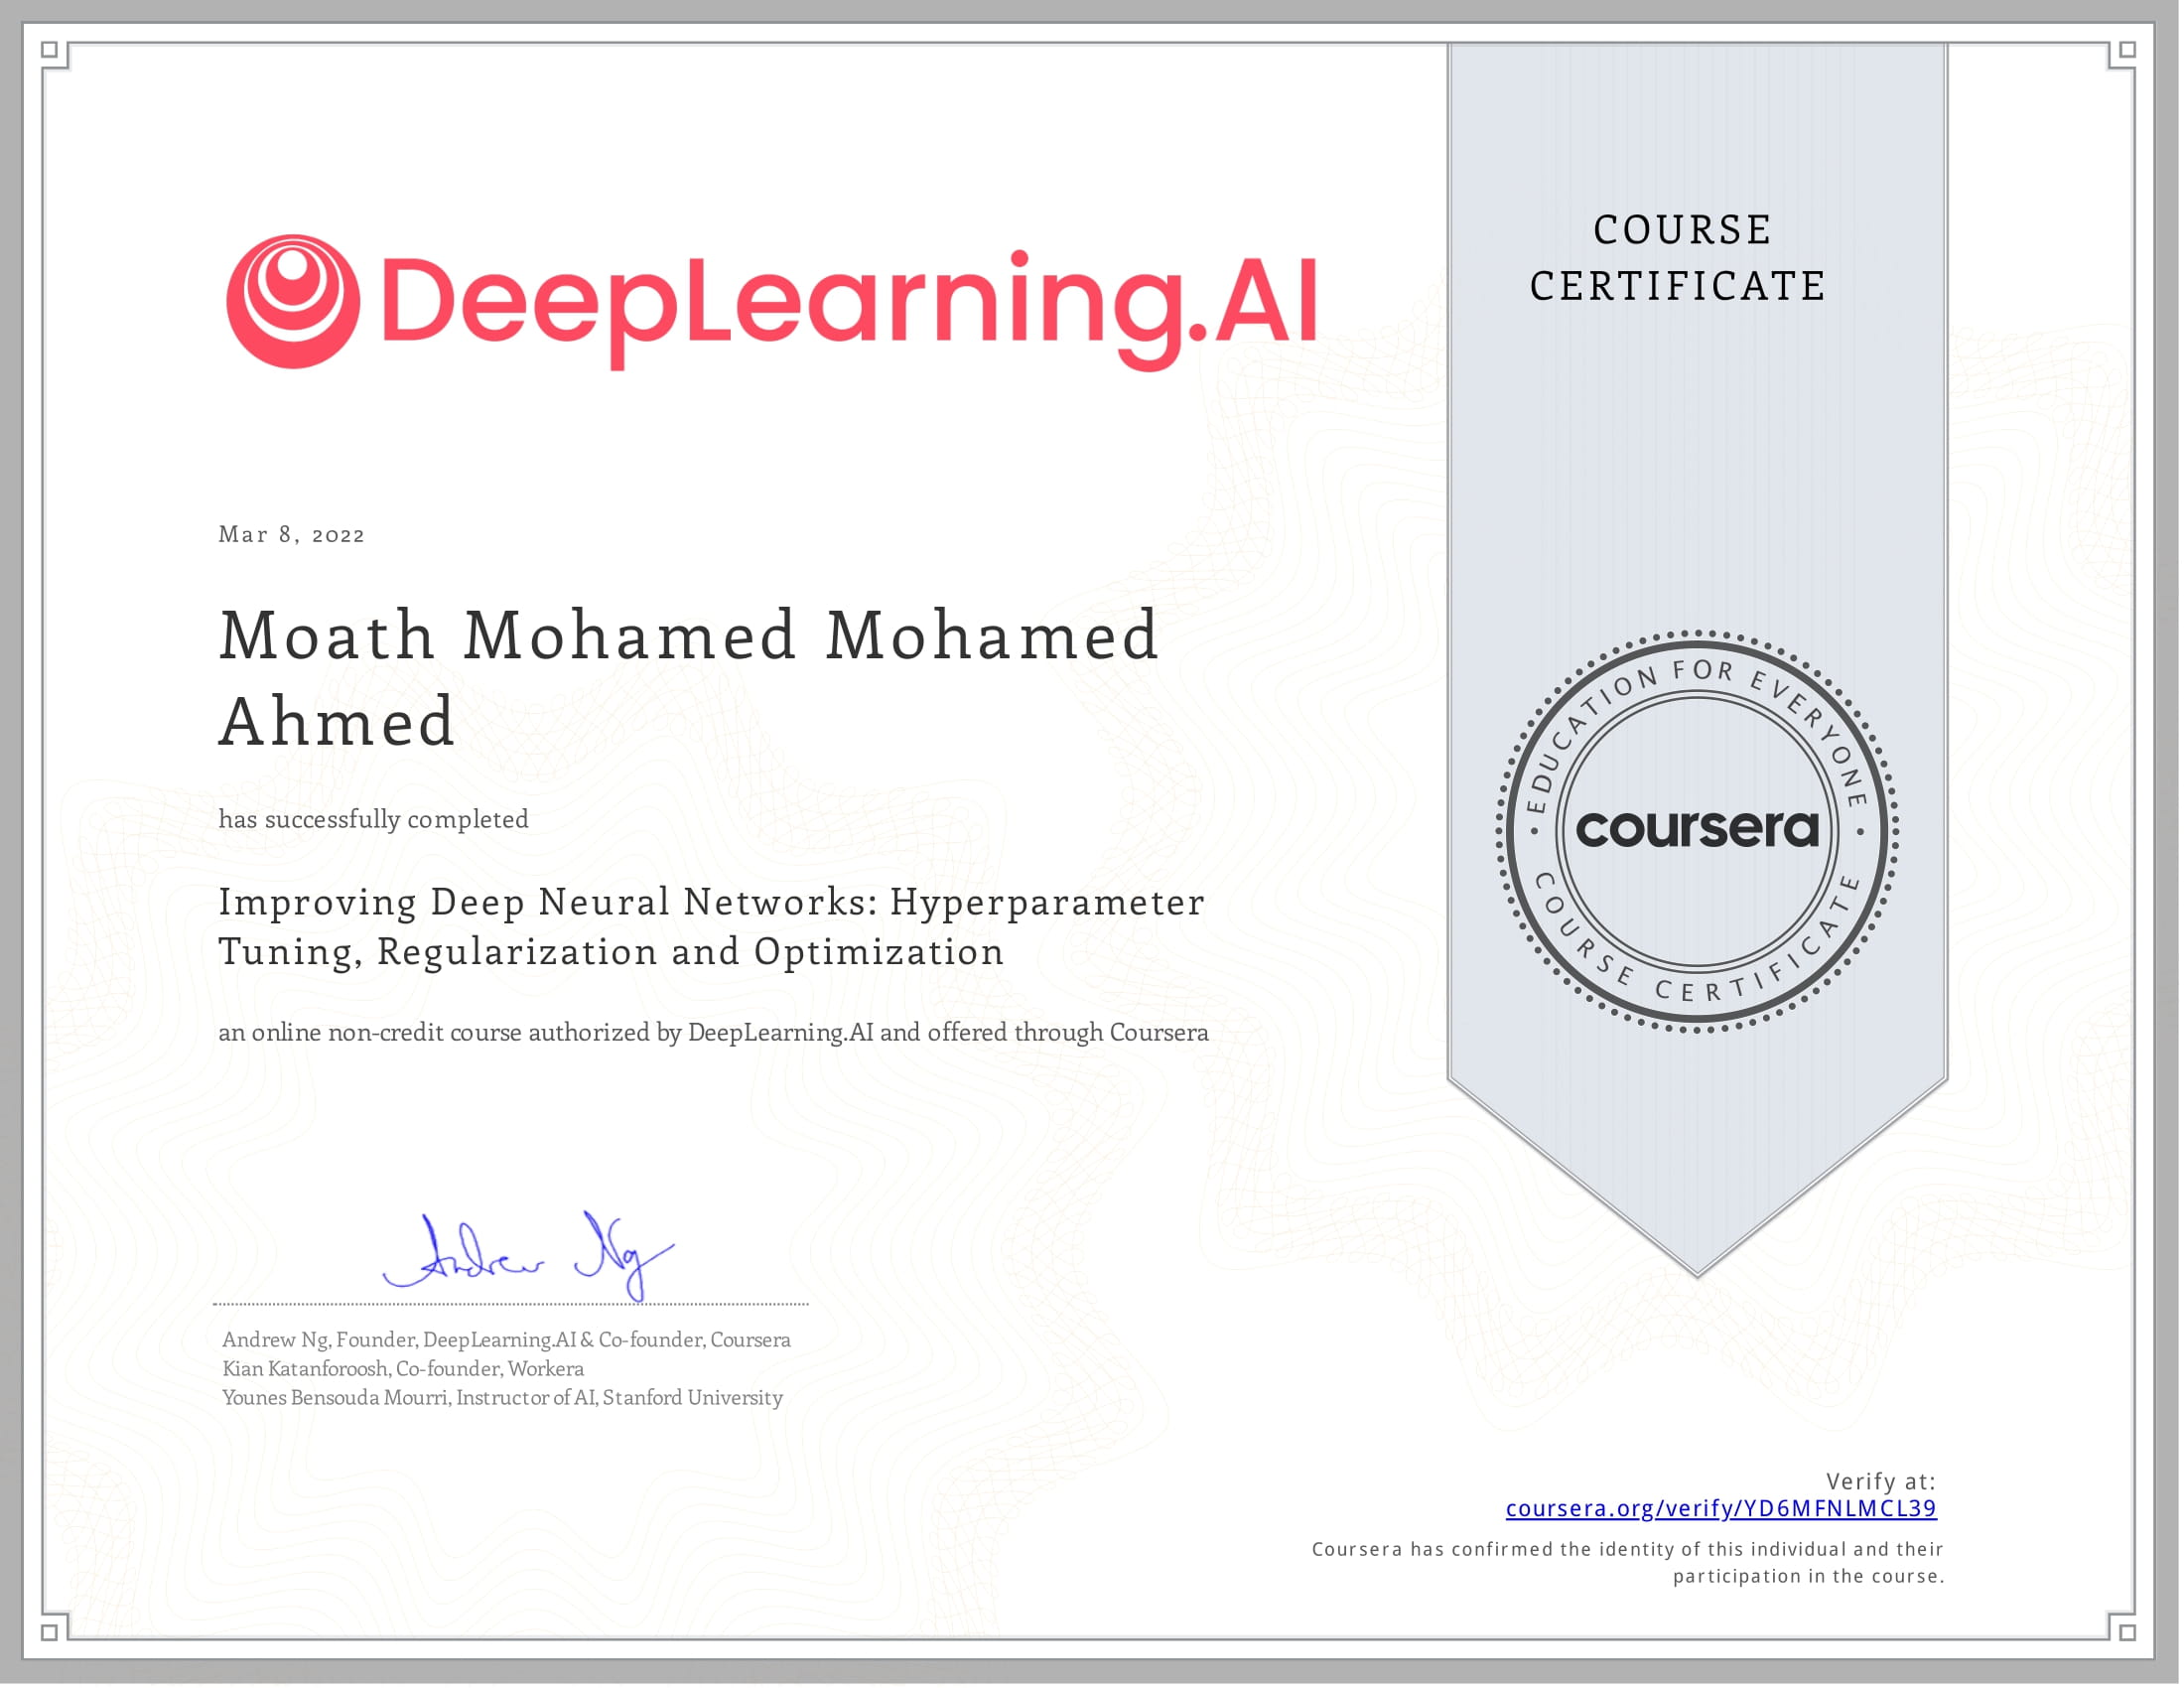 DeepLearning.AI
COURSE
CERTIFICATE
Mar 8, 2022
Moath Mohamed Mohamed
Ahmed
has successfully completed
Improving Deep Neural Networks: Hyperparameter
Tuning, Regularization and Optimization
an online non-credit course authorized by DeepLearning.AI and offered through Coursera
EDUCATION FOR EVERYONE
coursera
COURSE CERTIFICATE
Andrew Ng
Andrew Ng, Founder, DeepLearning.AI & Co-founder, Coursera
Kian Katanforoosh, Co-founder, Workera
Younes Bensouda Mourri, Instructor of AI, Stanford University
Verify at:
coursera.org/verify/YD6MFNLMCL39
Coursera has confirmed the identity of this individual and their
participation in the course.